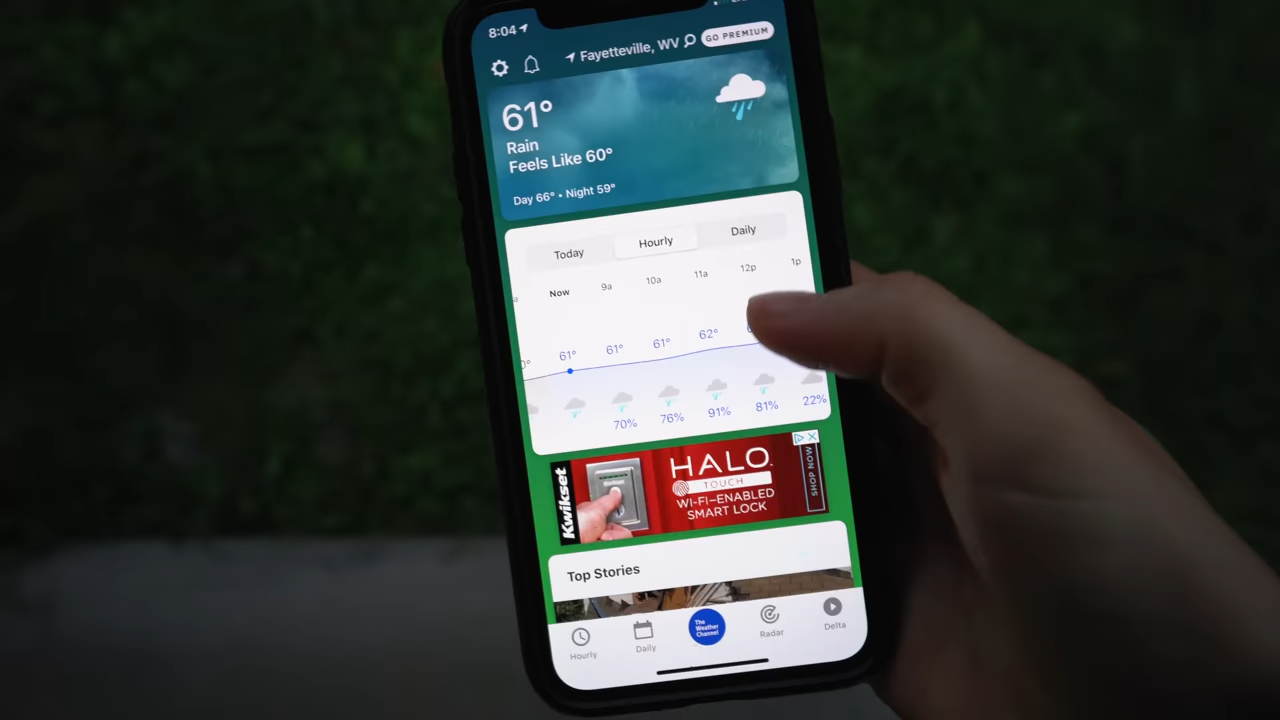 8:04
Fayetteville, WV
GO PREMIUM
61°
Rain
Feels Like 60°
Day 66° • Night 59°
Today Hourly Daily
Now 9a 10a 11a 12p 1p
61° 61° 61° 62°
70% 76% 91% 81% 22%
Kwikset
HALO
TOUCH
WI-FI-ENABLED
SMART LOCK
SHOP NOW
Top Stories
The
Weather
Channel
Hourly Daily Radar Delta